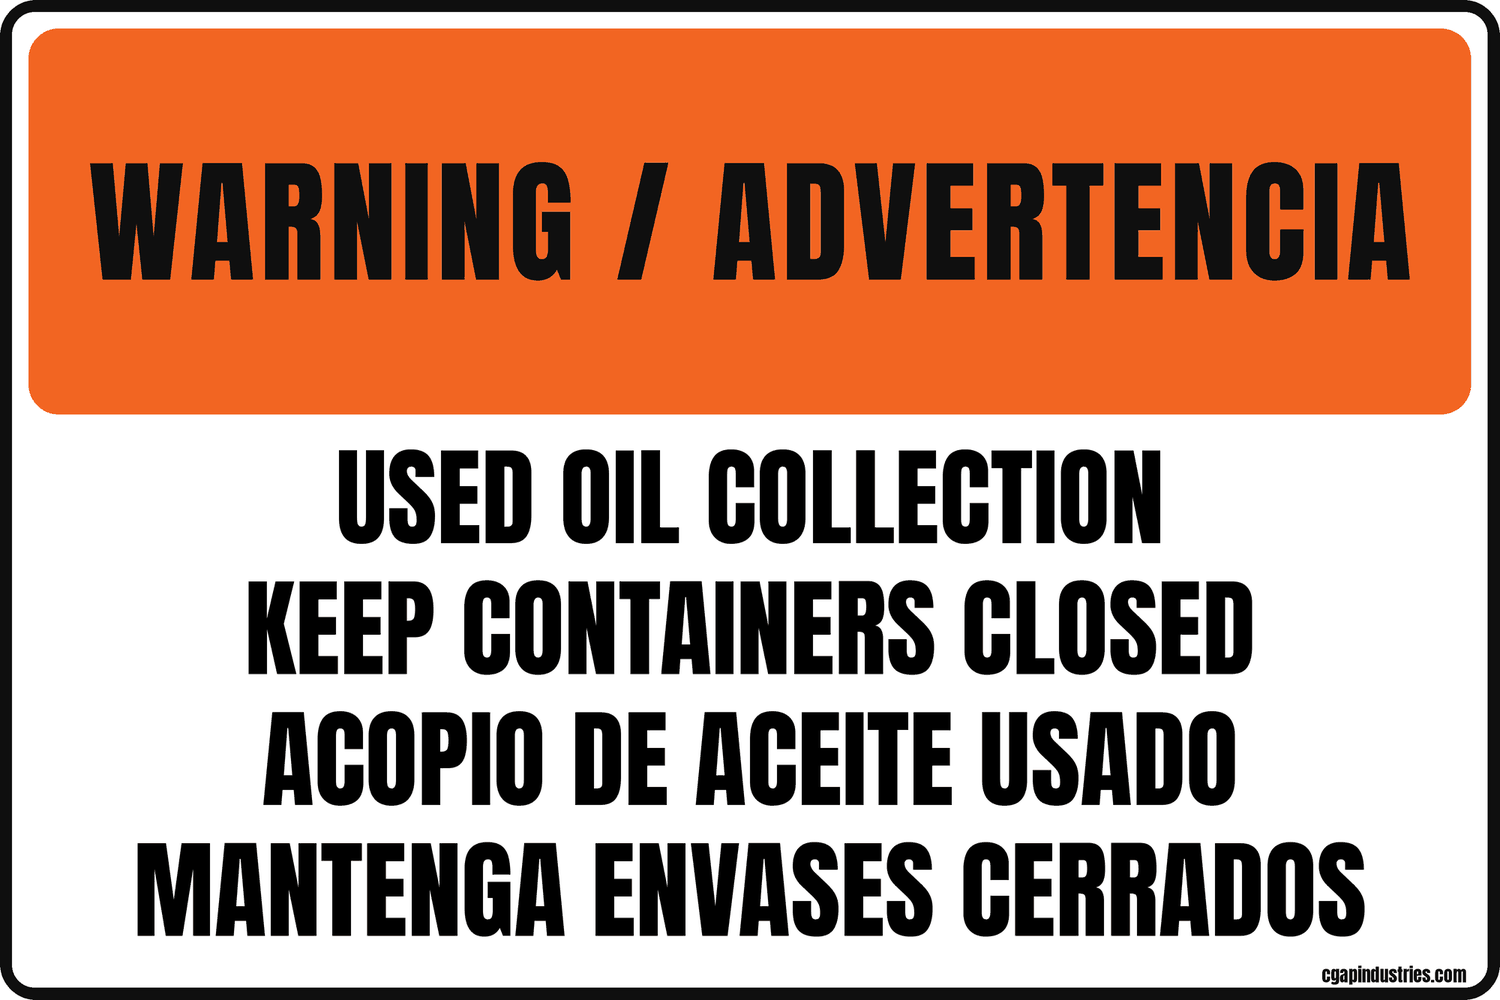 WARNING / ADVERTENCIA
USED OIL COLLECTION
KEEP CONTAINERS CLOSED
ACOPIO DE ACEITE USADO
MANTENGA ENVASES CERRADOS
cgapindustries.com